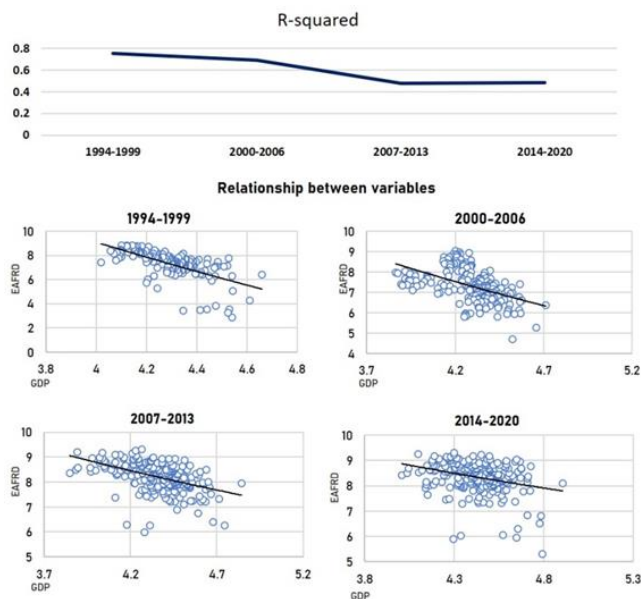 R-squared
0.8
0.6
0.4
0.2
0
1994-1999 2000-2006 2007-2013 2014-2020
Relationship between variables
1994-1999
10
8
6
4
2
0
EAFRD
3.8 4 4.2 4.4 4.6 4.8
GDP
2000-2006
10
9
8
7
6
5
4
EAFRD
3.7 4.2 4.7 5.2
GDP
2007-2013
10
9
8
7
6
5
EAFRD
3.7 4.2 4.7 5.2
GDP
2014-2020
10
9
8
7
6
5
EAFRD
3.8 4.3 4.8 5.3
GDP